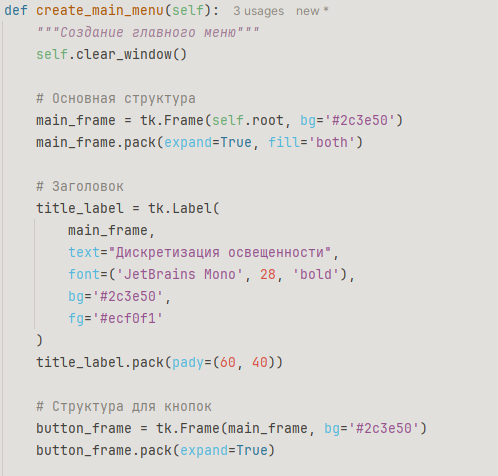 def create_main_menu(self): 3 usages new *
"""Создание главного меню"""
self.clear_window()
# Основная структура
main_frame = tk.Frame(self.root, bg='#2c3e50')
main_frame.pack(expand=True, fill='both')
# Заголовок
title_label = tk.Label(
main_frame,
text="Дискретизация освещенности",
font=('JetBrains Mono', 28, 'bold'),
bg='#2c3e50',
fg='#ecf0f1'
)
title_label.pack(pady=(60, 40))
# Структура для кнопок
button_frame = tk.Frame(main_frame, bg='#2c3e50')
button_frame.pack(expand=True)